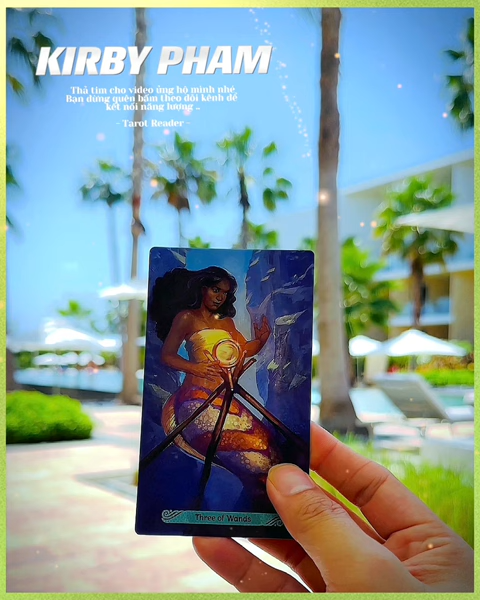 KIRBY PHAM
Thả tim cho video ủng hộ mình nhé
Bạn đừng quên bấm theo dõi kênh để
kết nối năng lượng ..
- Tarot Reader -
Three of Wands